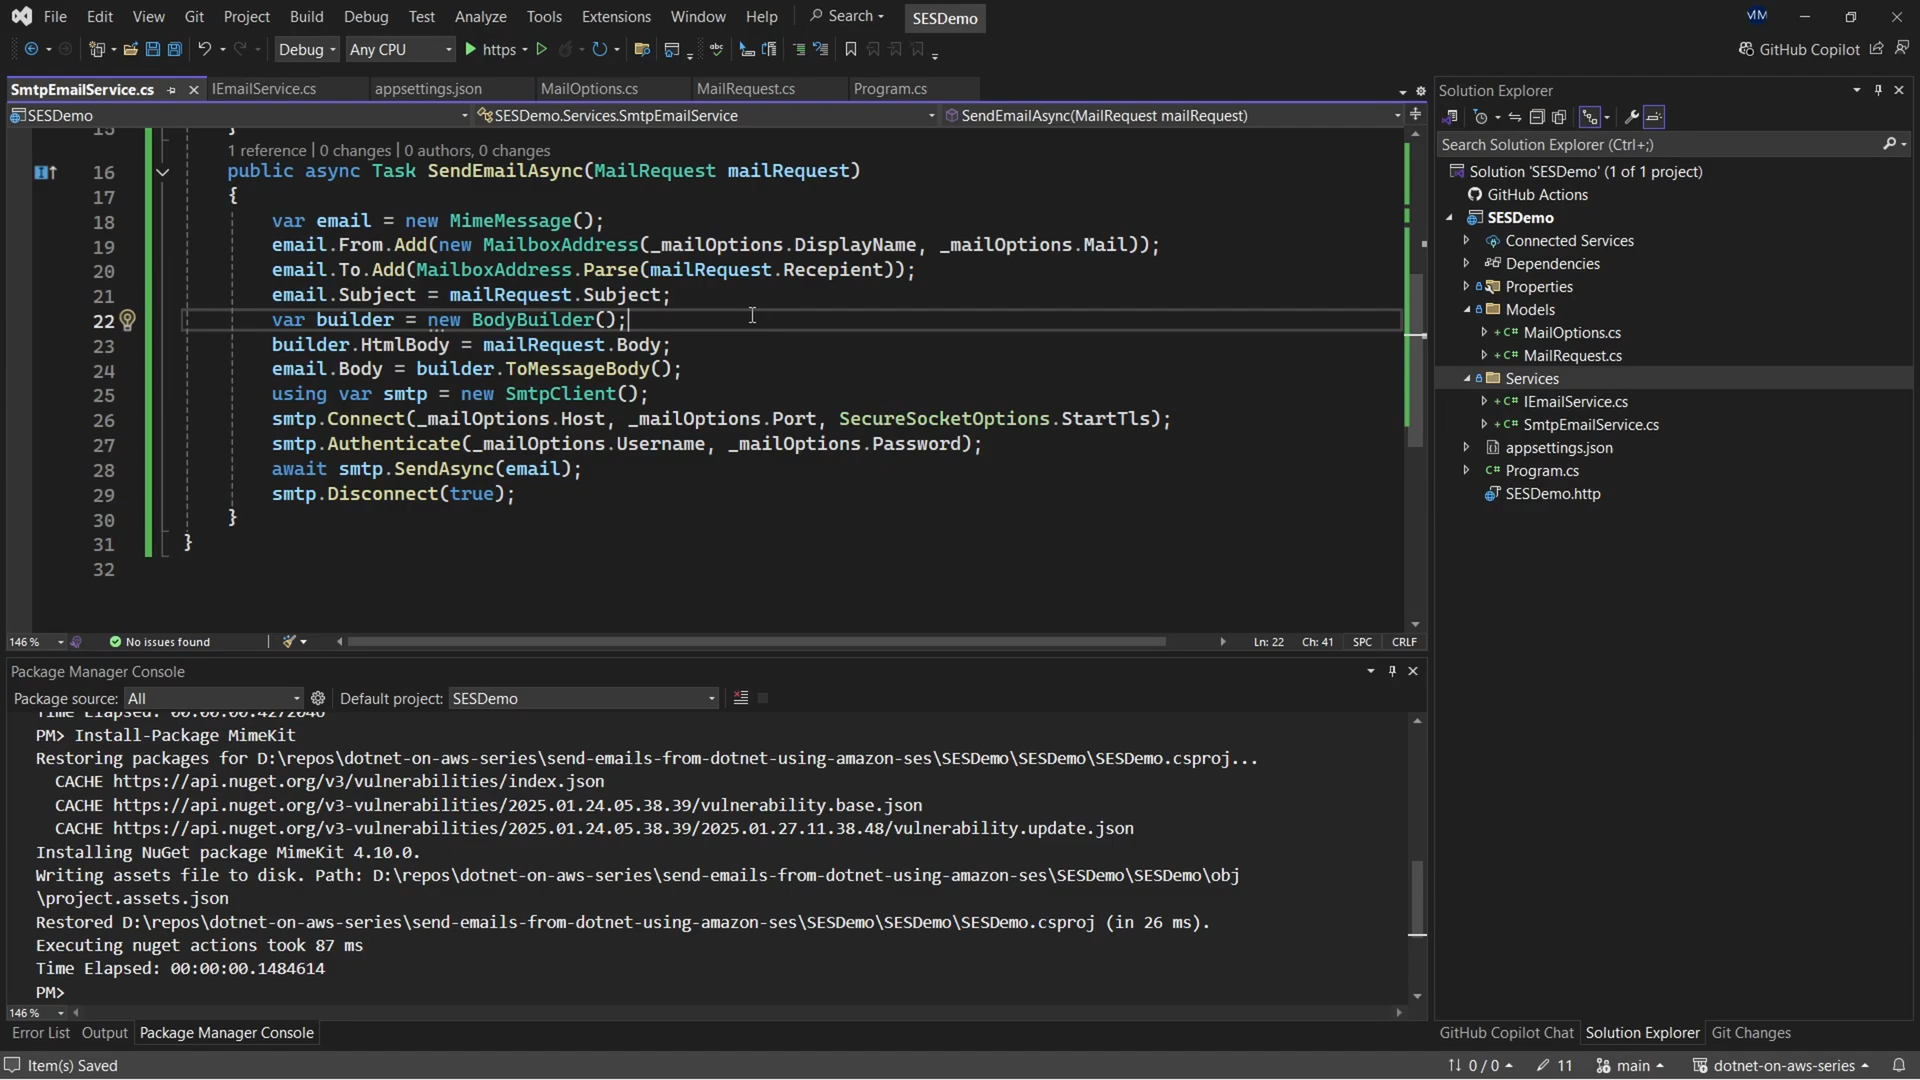 File Edit View Git Project Build Debug Test Analyze Tools Extensions Window Help Search SESDemo
Debug Any CPU https GitHub Copilot
SmtpEmailService.cs IEmailService.cs appsettings.json MailOptions.cs MailRequest.cs Program.cs
SESDemo SESDemo.Services.SmtpEmailService SendEmailAsync(MailRequest mailRequest)
15 }
1 reference | 0 changes | 0 authors, 0 changes
16 public async Task SendEmailAsync(MailRequest mailRequest)
17 {
18 var email = new MimeMessage();
19 email.From.Add(new MailboxAddress(_mailOptions.DisplayName, _mailOptions.Mail));
20 email.To.Add(MailboxAddress.Parse(mailRequest.Recepient));
21 email.Subject = mailRequest.Subject;
22 var builder = new BodyBuilder();
23 builder.HtmlBody = mailRequest.Body;
24 email.Body = builder.ToMessageBody();
25 using var smtp = new SmtpClient();
26 smtp.Connect(_mailOptions.Host, _mailOptions.Port, SecureSocketOptions.StartTls);
27 smtp.Authenticate(_mailOptions.Username, _mailOptions.Password);
28 await smtp.SendAsync(email);
29 smtp.Disconnect(true);
30 }
31 }
32
146 % No issues found Ln: 22 Ch: 41 SPC CRLF
Package Manager Console
Package source: All Default project: SESDemo
Time Elapsed: 00:00:00.4272046
PM> Install-Package MimeKit
Restoring packages for D:\repos\dotnet-on-aws-series\send-emails-from-dotnet-using-amazon-ses\SESDemo\SESDemo\SESDemo.csproj...
CACHE https://api.nuget.org/v3/vulnerabilities/index.json
CACHE https://api.nuget.org/v3-vulnerabilities/2025.01.24.05.38.39/vulnerability.base.json
CACHE https://api.nuget.org/v3-vulnerabilities/2025.01.24.05.38.39/2025.01.27.11.38.48/vulnerability.update.json
Installing NuGet package MimeKit 4.10.0.
Writing assets file to disk. Path: D:\repos\dotnet-on-aws-series\send-emails-from-dotnet-using-amazon-ses\SESDemo\SESDemo\obj
\project.assets.json
Restored D:\repos\dotnet-on-aws-series\send-emails-from-dotnet-using-amazon-ses\SESDemo\SESDemo\SESDemo.csproj (in 26 ms).
Executing nuget actions took 87 ms
Time Elapsed: 00:00:00.1484614
PM>
146 %
Error List Output Package Manager Console
Solution Explorer
Search Solution Explorer (Ctrl+;)
Solution 'SESDemo' (1 of 1 project)
GitHub Actions
SESDemo
Connected Services
Dependencies
Properties
Models
MailOptions.cs
MailRequest.cs
Services
IEmailService.cs
SmtpEmailService.cs
appsettings.json
Program.cs
SESDemo.http
GitHub Copilot Chat Solution Explorer Git Changes
Item(s) Saved 0 / 0 11 main dotnet-on-aws-series